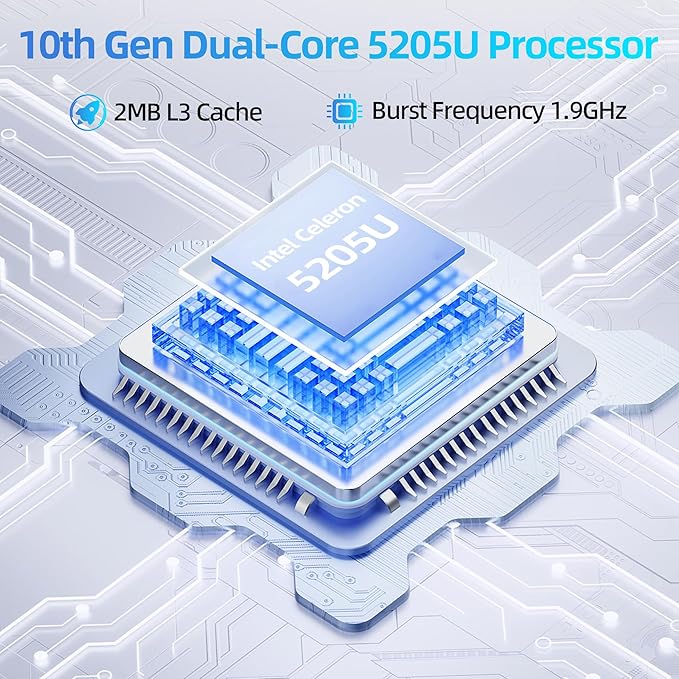 10th Gen Dual-Core 5205U Processor
2MB L3 Cache
Burst Frequency 1.9GHz
Intel Celeron
5205U